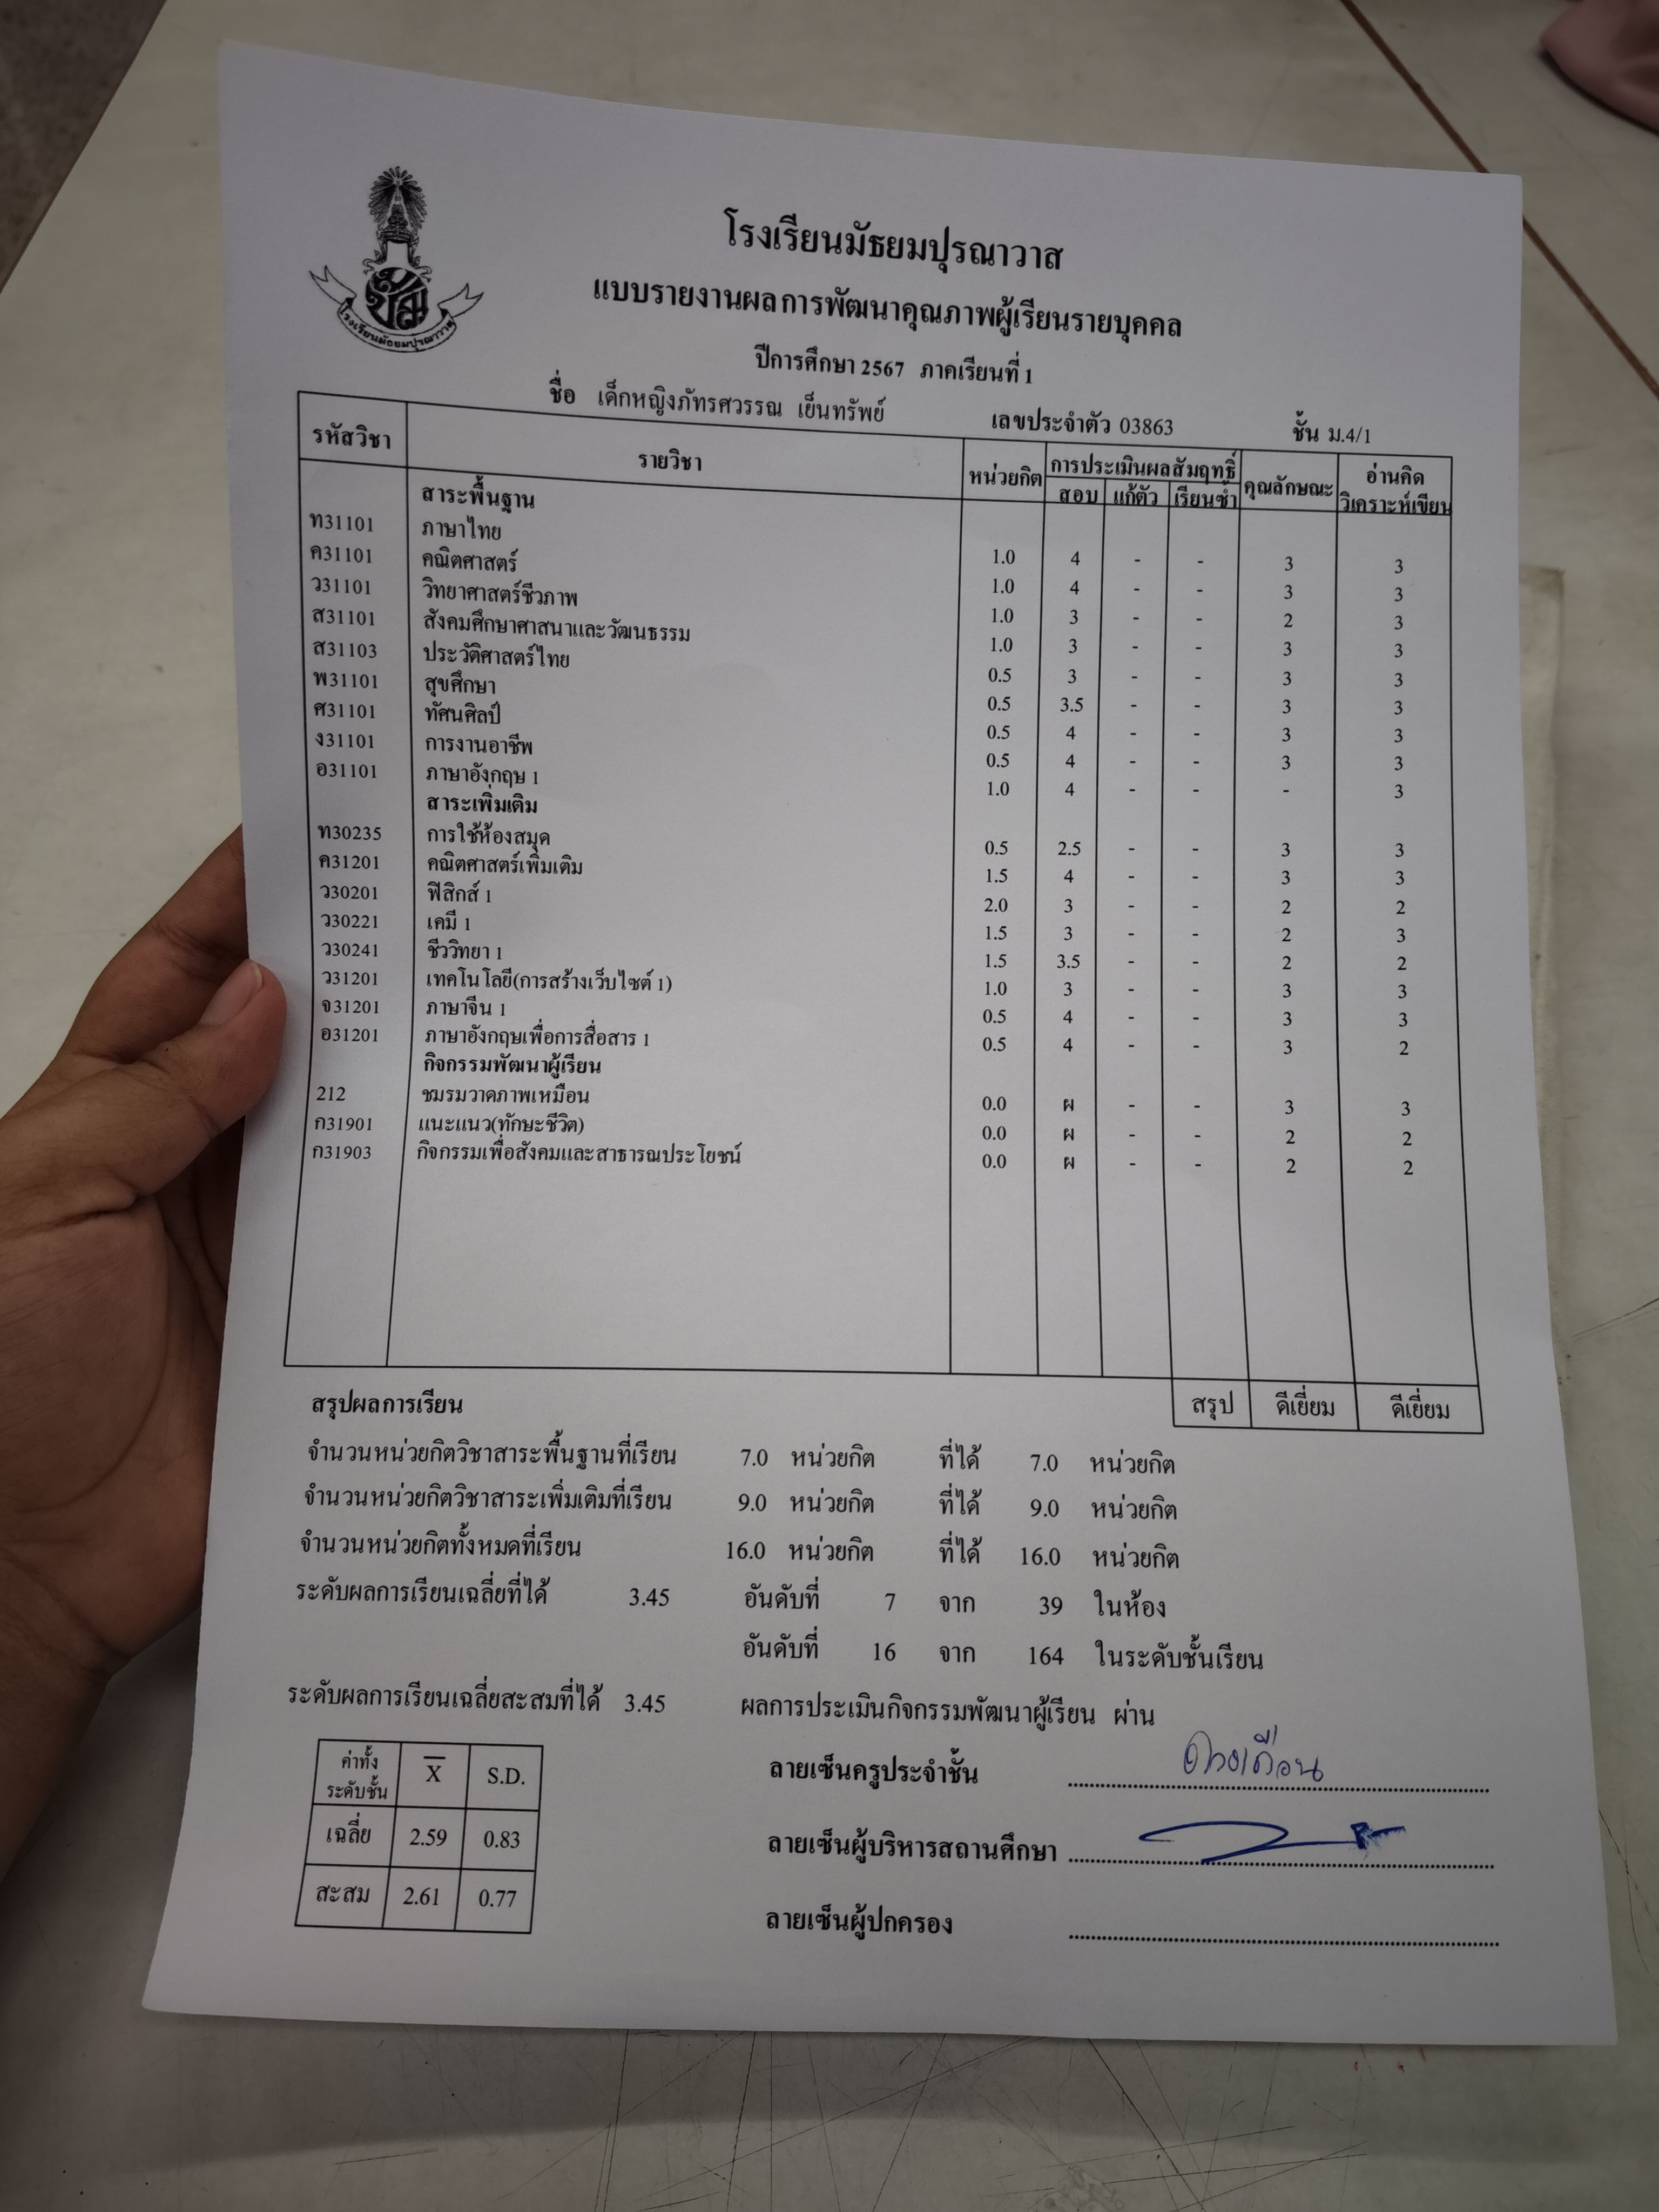 โรงเรียนมัธยมปุรณาวาส
โรงเรียนมัธยมปุรณาวาส
แบบรายงานผลการพัฒนาคุณภาพผู้เรียนรายบุคคล
ปีการศึกษา 2567 ภาคเรียนที่ 1
ชื่อ เด็กหญิงภัทรศวรรณ เย็นทรัพย์ เลขประจำตัว 03863 ชั้น ม.4/1
รหัสวิชา รายวิชา หน่วยกิต การประเมินผลสัมฤทธิ์ คุณลักษณะ อ่านคิด
สอบ แก้ตัว เรียนซ้ำ วิเคราะห์เขียน
สาระพื้นฐาน
ท31101 ภาษาไทย 1.0 4 - - 3 3
ค31101 คณิตศาสตร์ 1.0 4 - - 3 3
ว31101 วิทยาศาสตร์ชีวภาพ 1.0 3 - - 2 3
ส31101 สังคมศึกษาศาสนาและวัฒนธรรม 1.0 3 - - 3 3
ส31103 ประวัติศาสตร์ไทย 0.5 3 - - 3 3
พ31101 สุขศึกษา 0.5 3.5 - - 3 3
ศ31101 ทัศนศิลป์ 0.5 4 - - 3 3
ง31101 การงานอาชีพ 0.5 4 - - 3 3
อ31101 ภาษาอังกฤษ 1 1.0 4 - - - 3
สาระเพิ่มเติม
ท30235 การใช้ห้องสมุด 0.5 2.5 - - 3 3
ค31201 คณิตศาสตร์เพิ่มเติม 1.5 4 - - 3 3
ว30201 ฟิสิกส์ 1 2.0 3 - - 2 2
ว30221 เคมี 1 1.5 3 - - 2 3
ว30241 ชีววิทยา 1 1.5 3.5 - - 2 2
ว31201 เทคโนโลยี(การสร้างเว็บไซต์ 1) 1.0 3 - - 3 3
จ31201 ภาษาจีน 1 0.5 4 - - 3 3
อ31201 ภาษาอังกฤษเพื่อการสื่อสาร 1 0.5 4 - - 3 2
กิจกรรมพัฒนาผู้เรียน
212 ชมรมวาดภาพเหมือน 0.0 ผ - - 3 3
ก31901 แนะแนว(ทักษะชีวิต) 0.0 ผ - - 2 2
ก31903 กิจกรรมเพื่อสังคมและสาธารณประโยชน์ 0.0 ผ - - 2 2
สรุป ดีเยี่ยม ดีเยี่ยม
สรุปผลการเรียน
จำนวนหน่วยกิตวิชาสาระพื้นฐานที่เรียน 7.0 หน่วยกิต ที่ได้ 7.0 หน่วยกิต
จำนวนหน่วยกิตวิชาสาระเพิ่มเติมที่เรียน 9.0 หน่วยกิต ที่ได้ 9.0 หน่วยกิต
จำนวนหน่วยกิตทั้งหมดที่เรียน 16.0 หน่วยกิต ที่ได้ 16.0 หน่วยกิต
ระดับผลการเรียนเฉลี่ยที่ได้ 3.45 อันดับที่ 7 จาก 39 ในห้อง
อันดับที่ 16 จาก 164 ในระดับชั้นเรียน
ระดับผลการเรียนเฉลี่ยสะสมที่ได้ 3.45 ผลการประเมินกิจกรรมพัฒนาผู้เรียน ผ่าน
ค่าทั้งระดับชั้น X S.D.
เฉลี่ย 2.59 0.83
สะสม 2.61 0.77
ลายเซ็นครูประจำชั้น ดวงเดือน
ลายเซ็นผู้บริหารสถานศึกษา
ลายเซ็นผู้ปกครอง